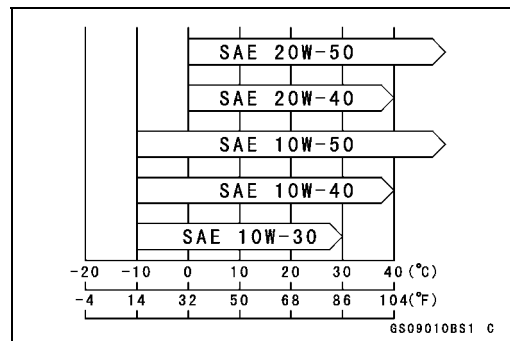 SAE 20W-50
SAE 20W-40
SAE 10W-50
SAE 10W-40
SAE 10W-30
-20 -10 0 10 20 30 40 (°C)
-4 14 32 50 68 86 104(°F)
GS09010BS1 C